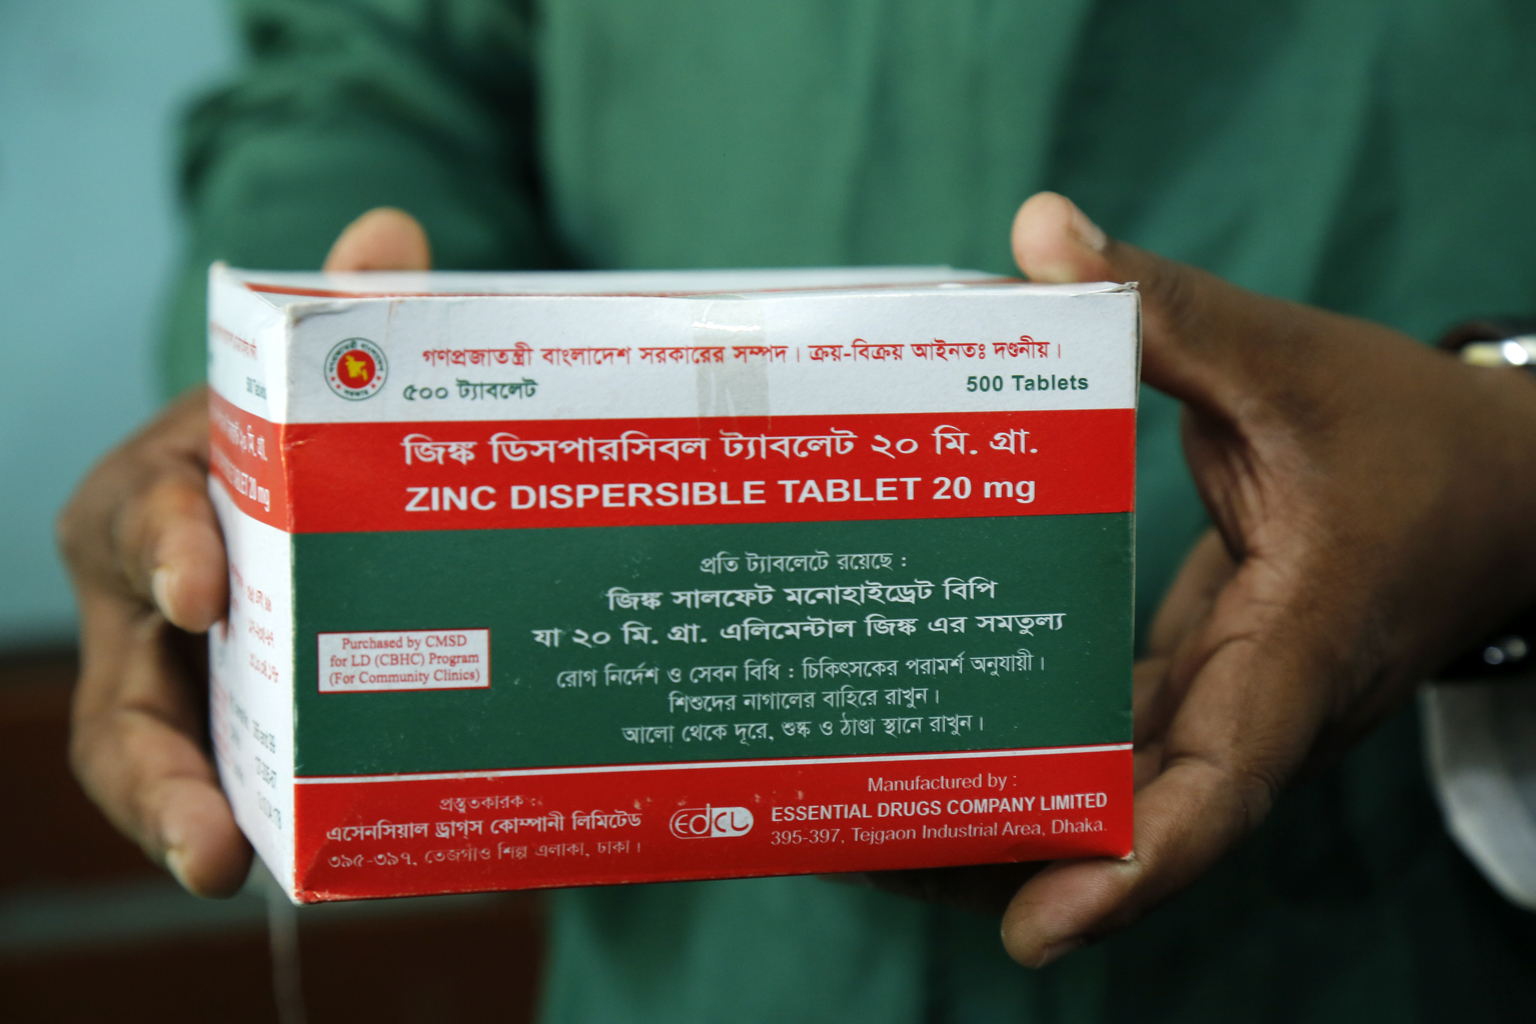 গণপ্রজাতন্ত্রী বাংলাদেশ সরকারের সম্পদ। ক্রয়-বিক্রয় আইনতঃ দণ্ডনীয়।
৫০০ ট্যাবলেট
500 Tablets
জিঙ্ক ডিসপারসিবল ট্যাবলেট ২০ মি. গ্রা.
ZINC DISPERSIBLE TABLET 20 mg
প্রতি ট্যাবলেটে রয়েছে :
জিঙ্ক সালফেট মনোহাইড্রেট বিপি
যা ২০ মি. গ্রা. এলিমেন্টাল জিঙ্ক এর সমতুল্য
রোগ নির্দেশ ও সেবন বিধি : চিকিৎসকের পরামর্শ অনুযায়ী।
শিশুদের নাগালের বাহিরে রাখুন।
আলো থেকে দূরে, শুষ্ক ও ঠাণ্ডা স্থানে রাখুন।
Purchased by CMSD
for LD (CBHC) Program
(For Community Clinics)
প্রস্তুতকারক :
এসেনসিয়াল ড্রাগস কোম্পানী লিমিটেড
৩৯৫-৩৯৭, তেজগাঁও শিল্প এলাকা, ঢাকা।
edcl
Manufactured by :
ESSENTIAL DRUGS COMPANY LIMITED
395-397, Tejgaon Industrial Area, Dhaka.